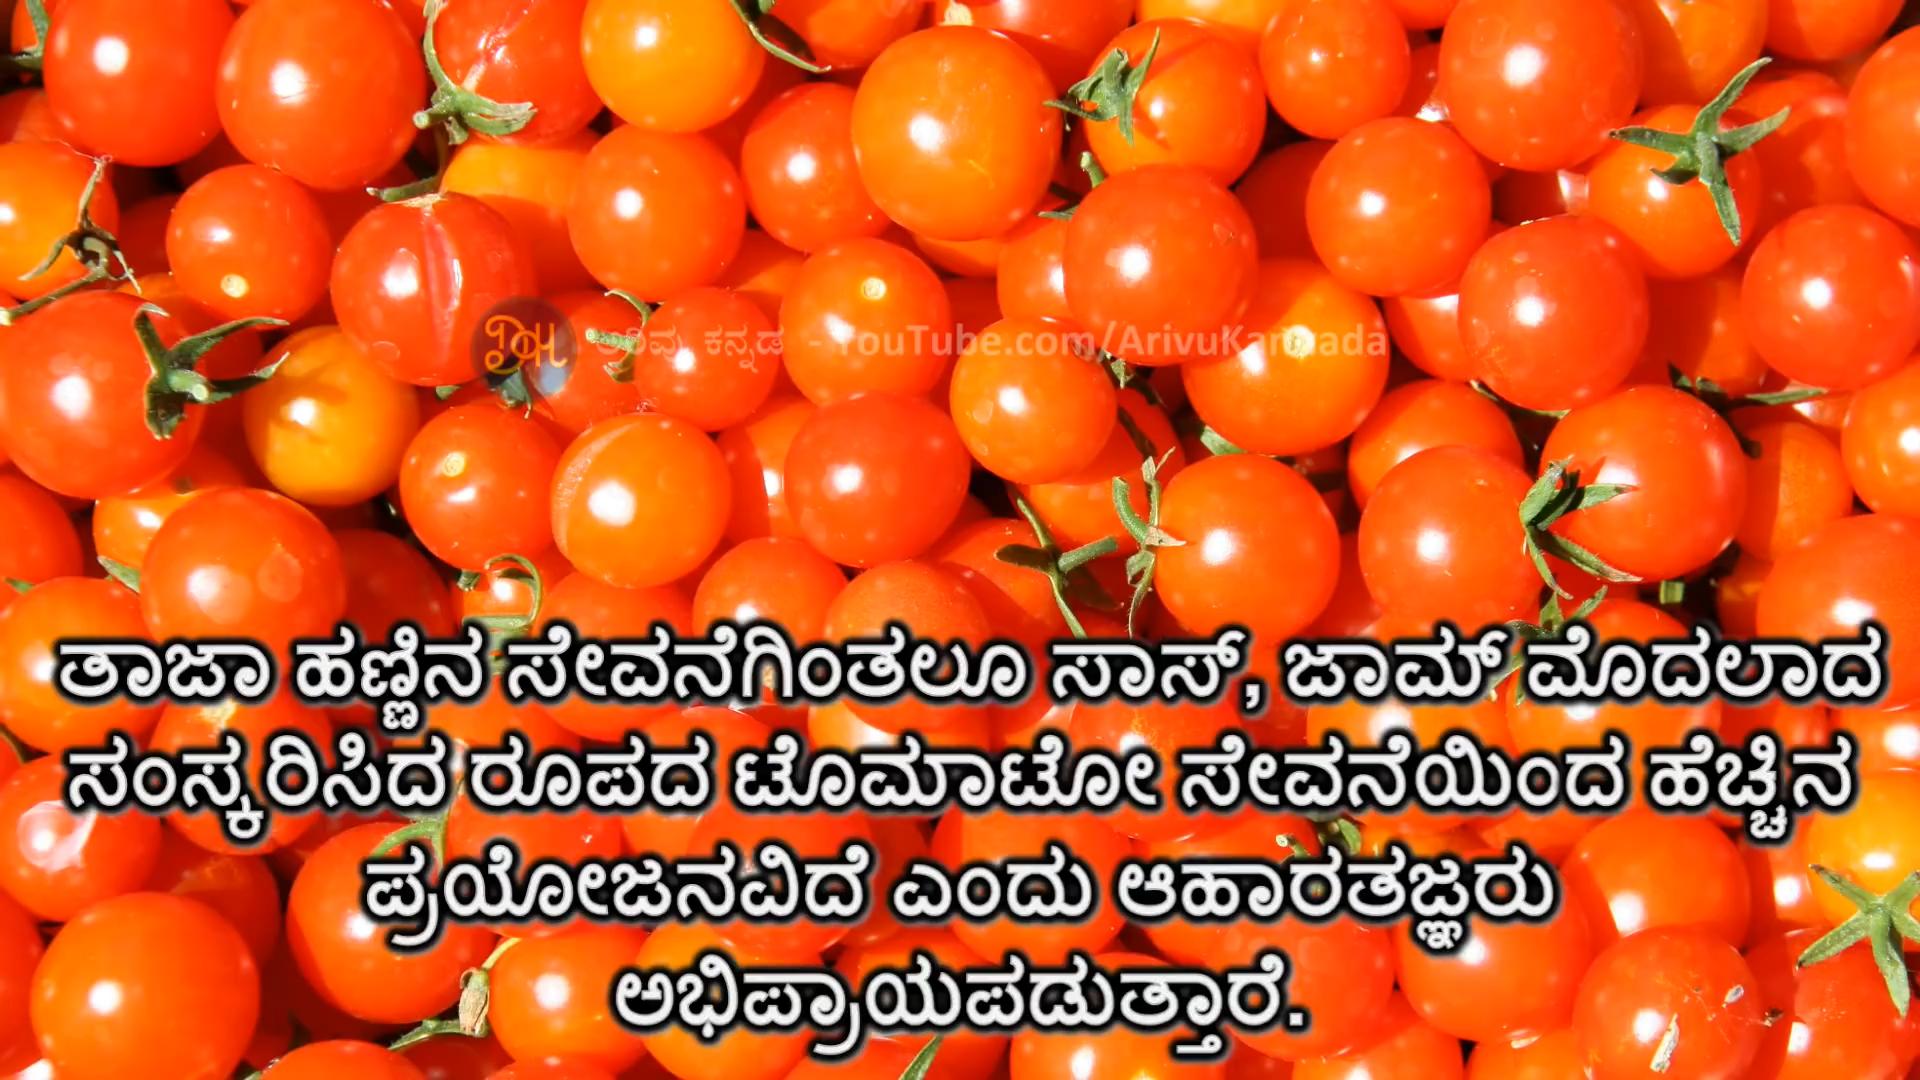 ಅರಿವು ಕನ್ನಡ - YouTube.com/ArivuKannada
ತಾಜಾ ಹಣ್ಣಿನ ಸೇವನೆಗಿಂತಲೂ ಸಾಸ್, ಜಾಮ್ ಮೊದಲಾದ
ಸಂಸ್ಕರಿಸಿದ ರೂಪದ ಟೊಮಾಟೋ ಸೇವನೆಯಿಂದ ಹೆಚ್ಚಿನ
ಪ್ರಯೋಜನವಿದೆ ಎಂದು ಆಹಾರತಜ್ಞರು
ಅಭಿಪ್ರಾಯಪಡುತ್ತಾರೆ.